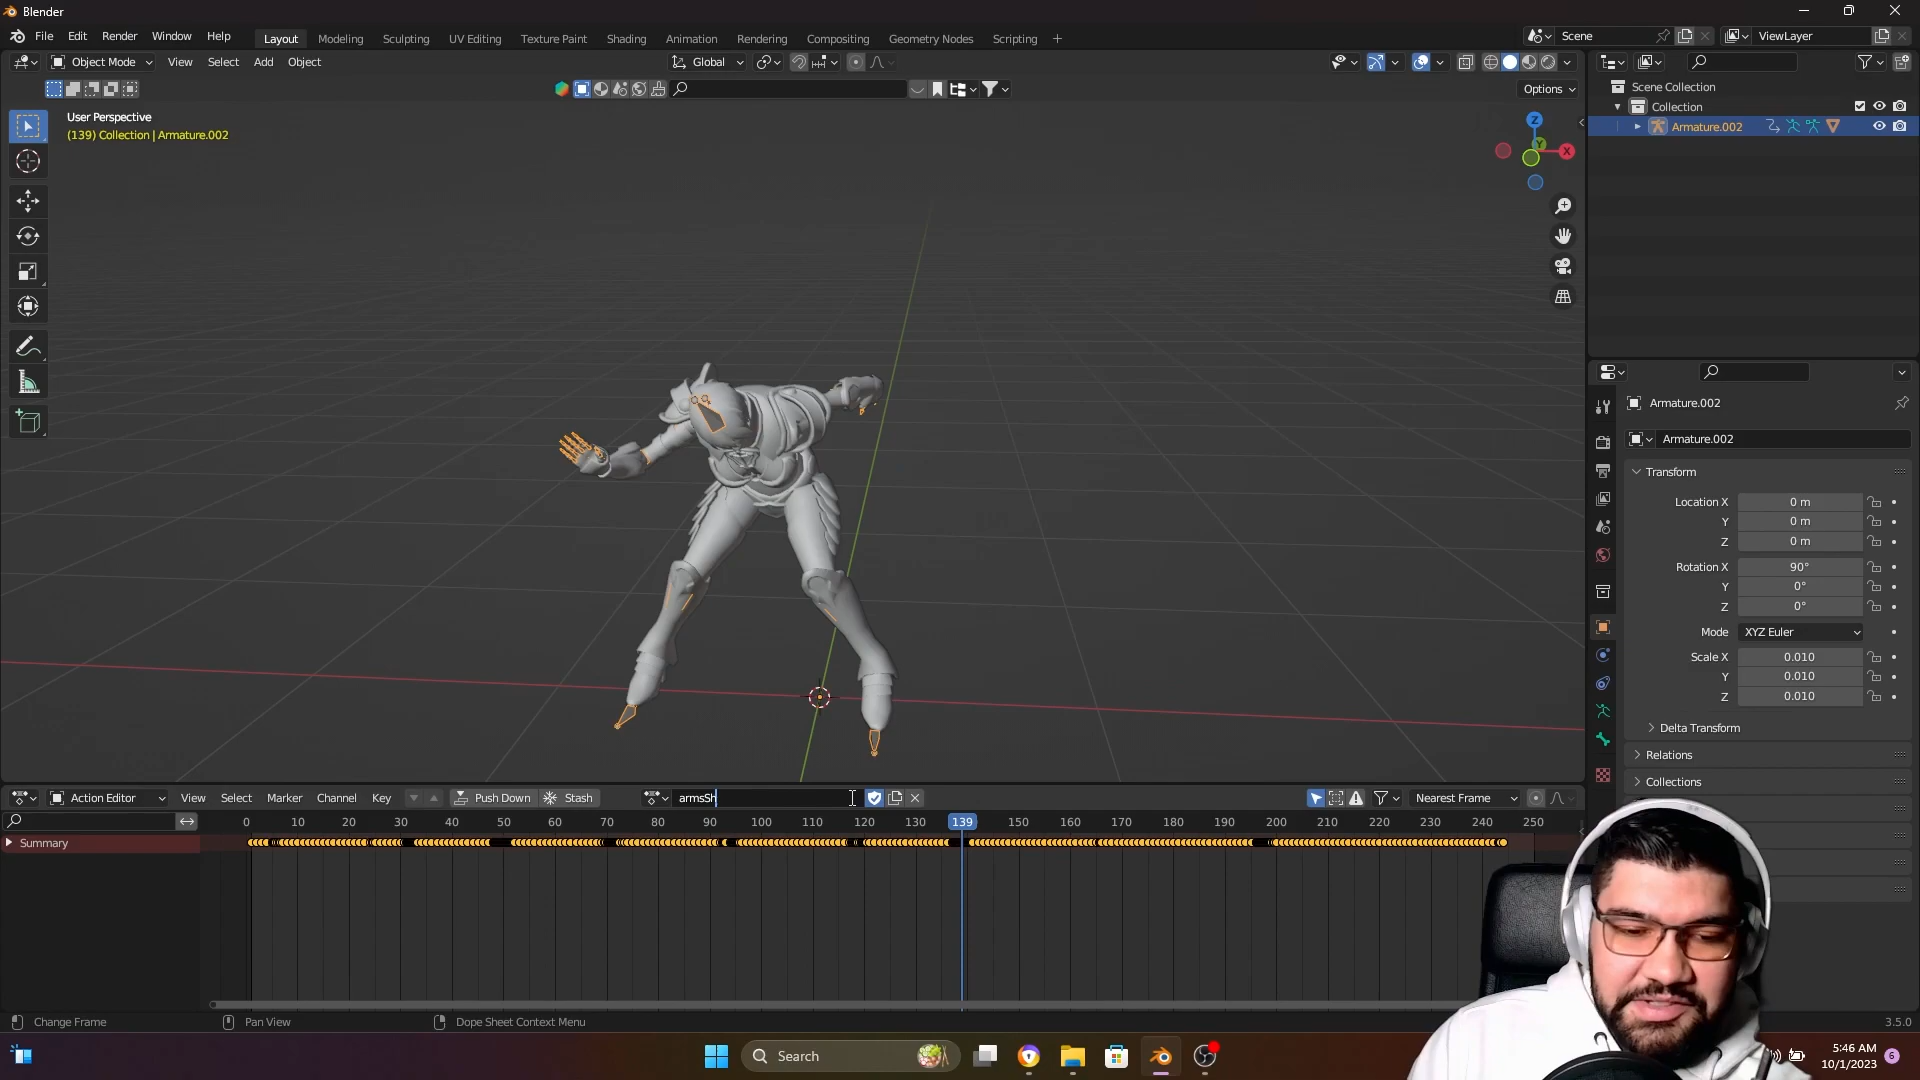 Blender
File Edit Render Window Help Layout Modeling Sculpting UV Editing Texture Paint Shading Animation Rendering Compositing Geometry Nodes Scripting + Scene ViewLayer
Object Mode View Select Add Object Global
Options
User Perspective
(139) Collection | Armature.002
Z
Y
X
Scene Collection
Collection
Armature.002
Armature.002
Armature.002
Transform
Location X 0 m
Y 0 m
Z 0 m
Rotation X 90°
Y 0°
Z 0°
Mode XYZ Euler
Scale X 0.010
Y 0.010
Z 0.010
Delta Transform
Relations
Collections
Action Editor View Select Marker Channel Key Push Down Stash armsSh Nearest Frame
0 10 20 30 40 50 60 70 80 90 100 110 120 130 139 150 160 170 180 190 200 210 220 230 240 250
Summary
Change Frame Pan View Dope Sheet Context Menu 3.5.0
Search
5:46 AM
10/1/2023
6